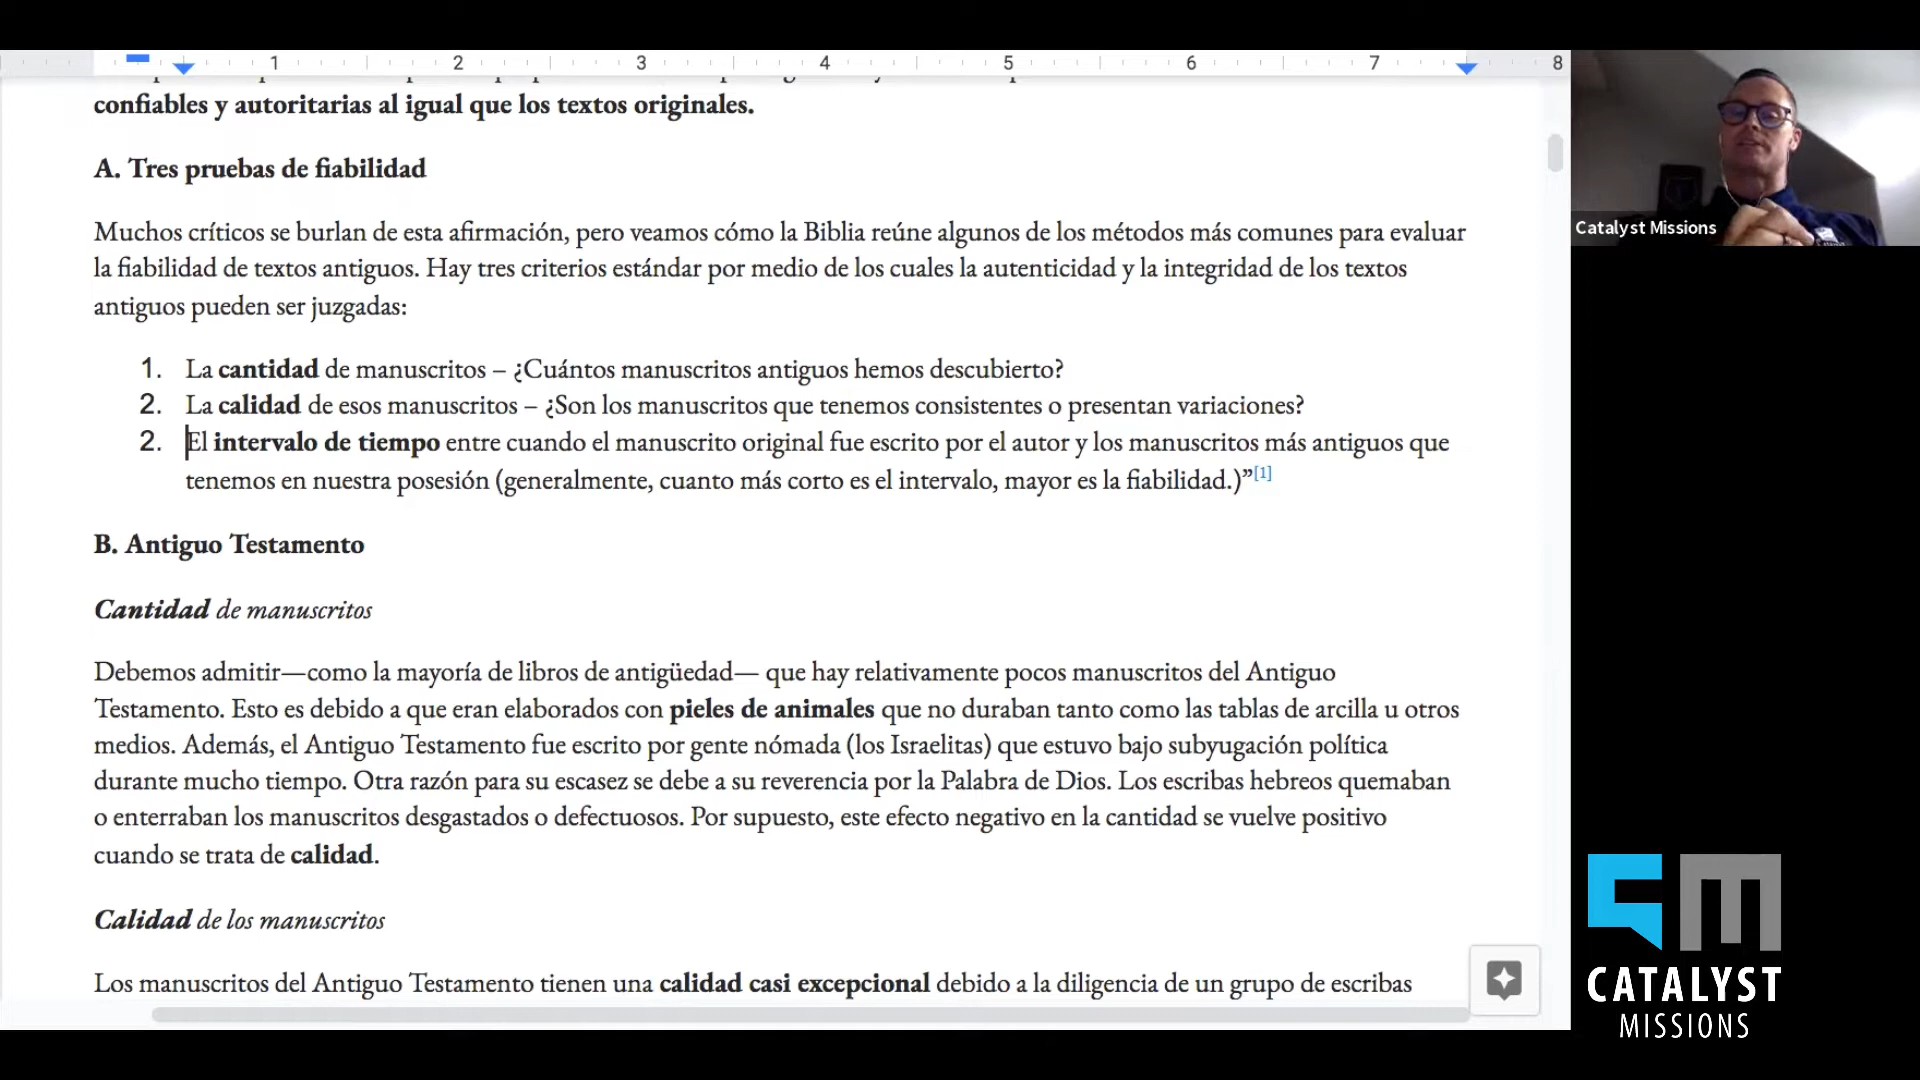 1 2 3 4 5 6 7 8
confiables y autoritarias al igual que los textos originales.
A. Tres pruebas de fiabilidad
Muchos críticos se burlan de esta afirmación, pero veamos cómo la Biblia reúne algunos de los métodos más comunes para evaluar
la fiabilidad de textos antiguos. Hay tres criterios estándar por medio de los cuales la autenticidad y la integridad de los textos
antiguos pueden ser juzgadas:
1. La cantidad de manuscritos – ¿Cuántos manuscritos antiguos hemos descubierto?
2. La calidad de esos manuscritos – ¿Son los manuscritos que tenemos consistentes o presentan variaciones?
2. El intervalo de tiempo entre cuando el manuscrito original fue escrito por el autor y los manuscritos más antiguos que
tenemos en nuestra posesión (generalmente, cuanto más corto es el intervalo, mayor es la fiabilidad.)”[1]
B. Antiguo Testamento
Cantidad de manuscritos
Debemos admitir—como la mayoría de libros de antigüedad— que hay relativamente pocos manuscritos del Antiguo
Testamento. Esto es debido a que eran elaborados con pieles de animales que no duraban tanto como las tablas de arcilla u otros
medios. Además, el Antiguo Testamento fue escrito por gente nómada (los Israelitas) que estuvo bajo subyugación política
durante mucho tiempo. Otra razón para su escasez se debe a su reverencia por la Palabra de Dios. Los escribas hebreos quemaban
o enterraban los manuscritos desgastados o defectuosos. Por supuesto, este efecto negativo en la cantidad se vuelve positivo
cuando se trata de calidad.
Calidad de los manuscritos
Los manuscritos del Antiguo Testamento tienen una calidad casi excepcional debido a la diligencia de un grupo de escribas
Catalyst Missions
CATALYST
MISSIONS